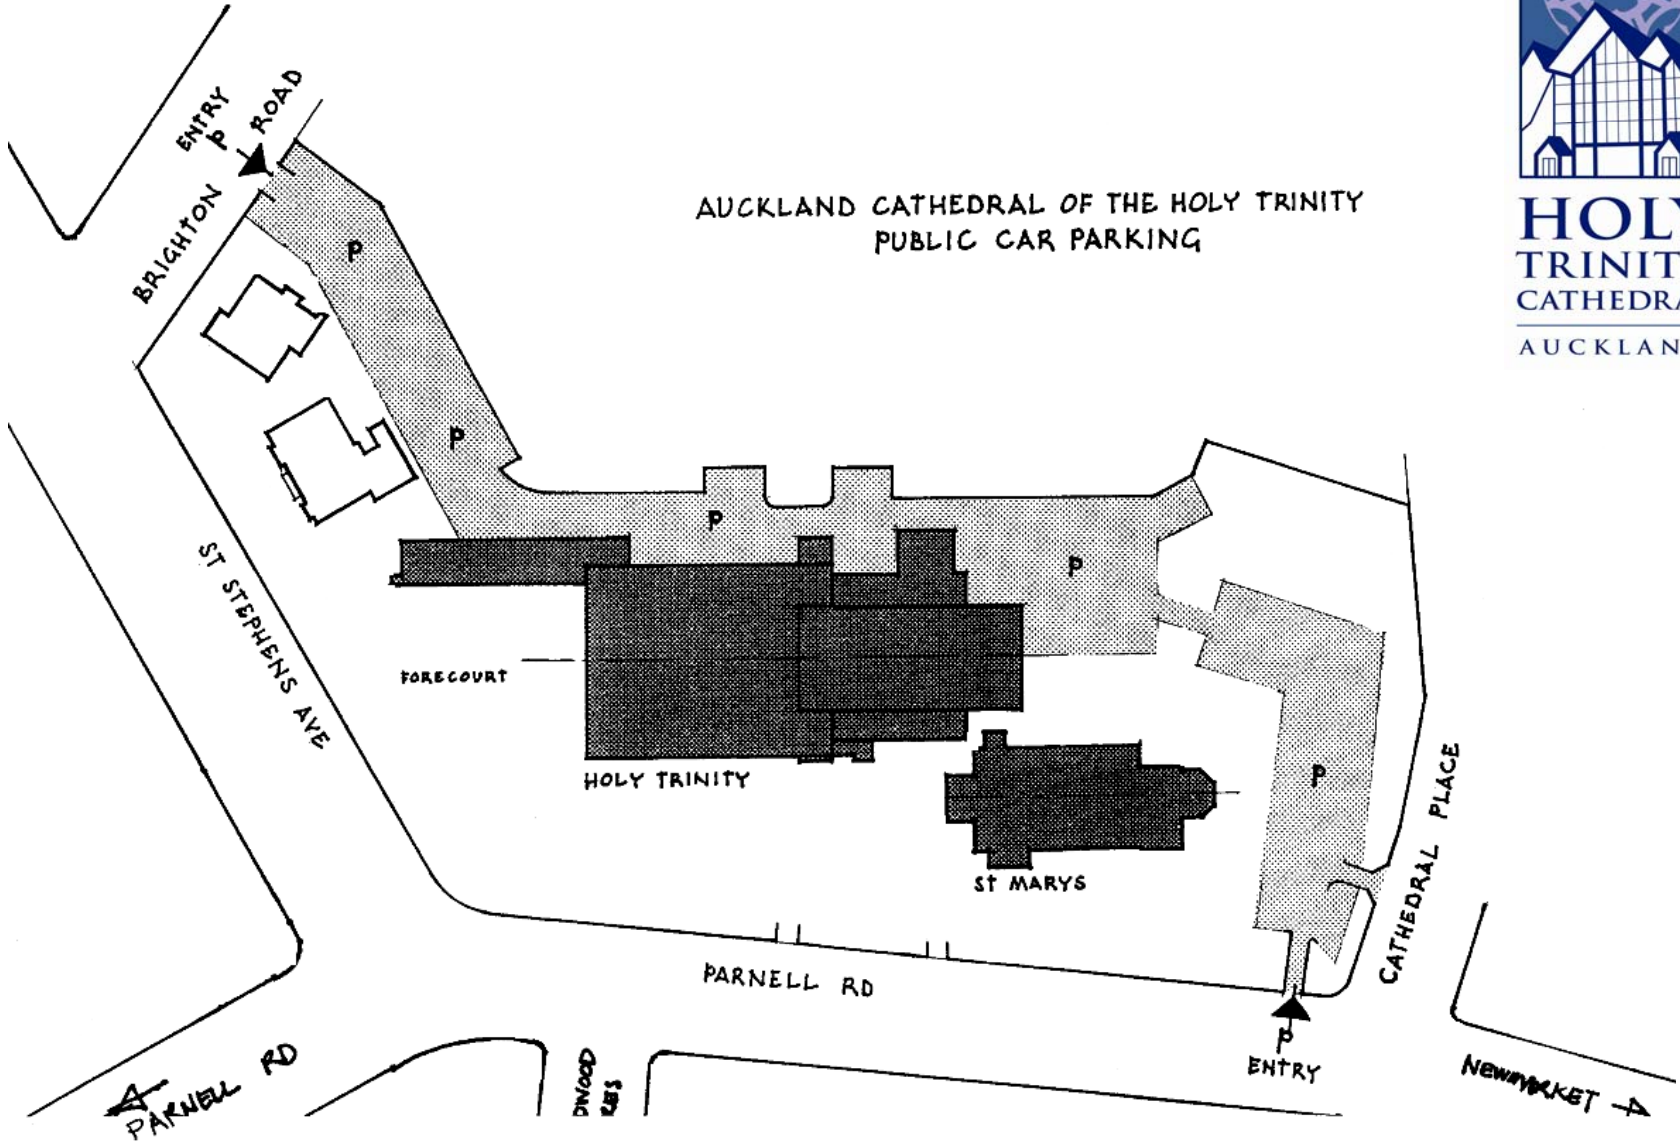 ENTRY
P
ROAD
BRIGHTON
P
AUCKLAND CATHEDRAL OF THE HOLY TRINITY
PUBLIC CAR PARKING
HOLY
TRINIT
CATHEDRA
AUCKLAN
P
P
P
ST STEPHENS AVE
FORECOURT
HOLY TRINITY
P
St MARYS
CATHEDRAL PLACE
PARNELL RD
P
ENTRY
PARNELL RD
NEWMARKET